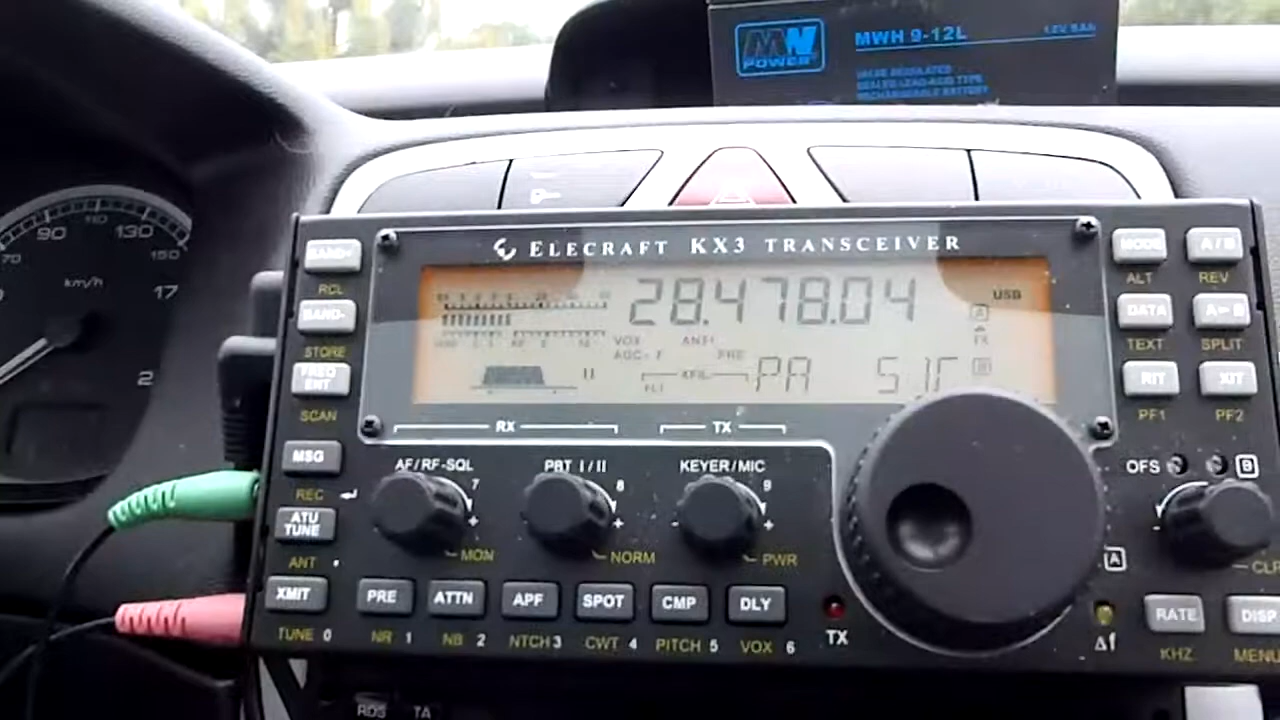 MW POWER
MWH 9-12L
VALVE REGULATED
SEALED LEAD-ACID TYPE
RECHARGEABLE BATTERY
90 110 130
70 150
km/h
17
2
ELECRAFT KX3 TRANSCEIVER
BAND+
RCL
BAND-
STORE
FREQ ENT
SCAN
MSG
REC
ATU TUNE
ANT
XMIT
TUNE 0
28.478.04
USB
VOX ANT1
AGC-F PRE
XFIL
FL1
PA
A
TX
B
MODE A/B
ALT REV
DATA A▸B
TEXT SPLIT
RIT XIT
PF1 PF2
RX TX
AF/RF-SQL PBT I/II KEYER/MIC
7 8 9
- +
MON NORM PWR
OFS B
A
CLR
PRE ATTN APF SPOT CMP DLY
NR 1 NB 2 NTCH 3 CWT 4 PITCH 5 VOX 6
TX
Δf
RATE DISP
KHZ MENU
RDS TA